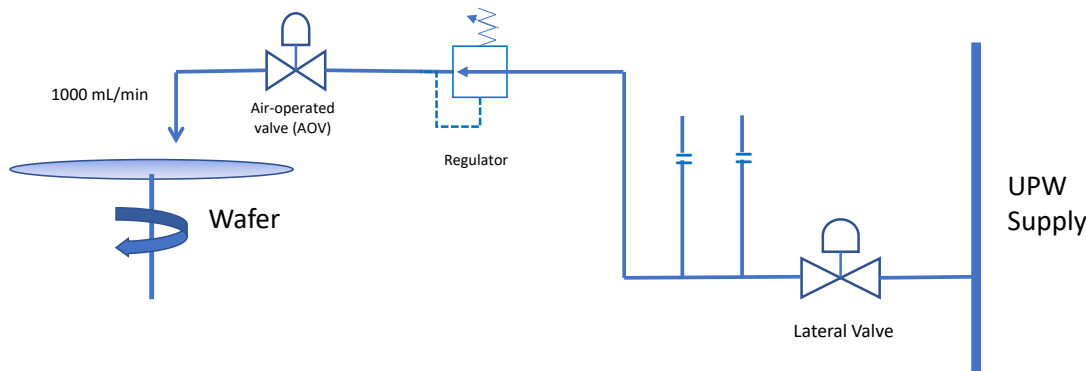 1000 mL/min
Air-operated
valve (AOV)
Regulator
Wafer
UPW
Supply
Lateral Valve